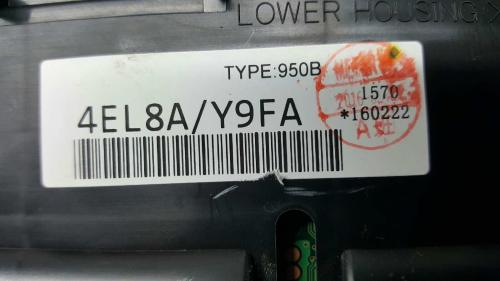 LOWER HOUSING
TYPE:950B
4EL8A/Y9FA
1570
*160222